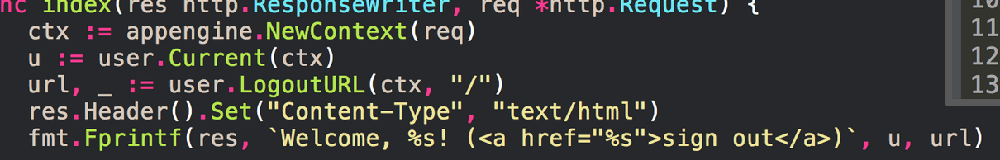 nc index(res http.ResponseWriter, req *http.Request) {
ctx := appengine.NewContext(req)
u := user.Current(ctx)
url, _ := user.LogoutURL(ctx, "/")
res.Header().Set("Content-Type", "text/html")
fmt.Fprintf(res, `Welcome, %s! (<a href="%s">sign out</a>)`, u, url)
10
11
12
13